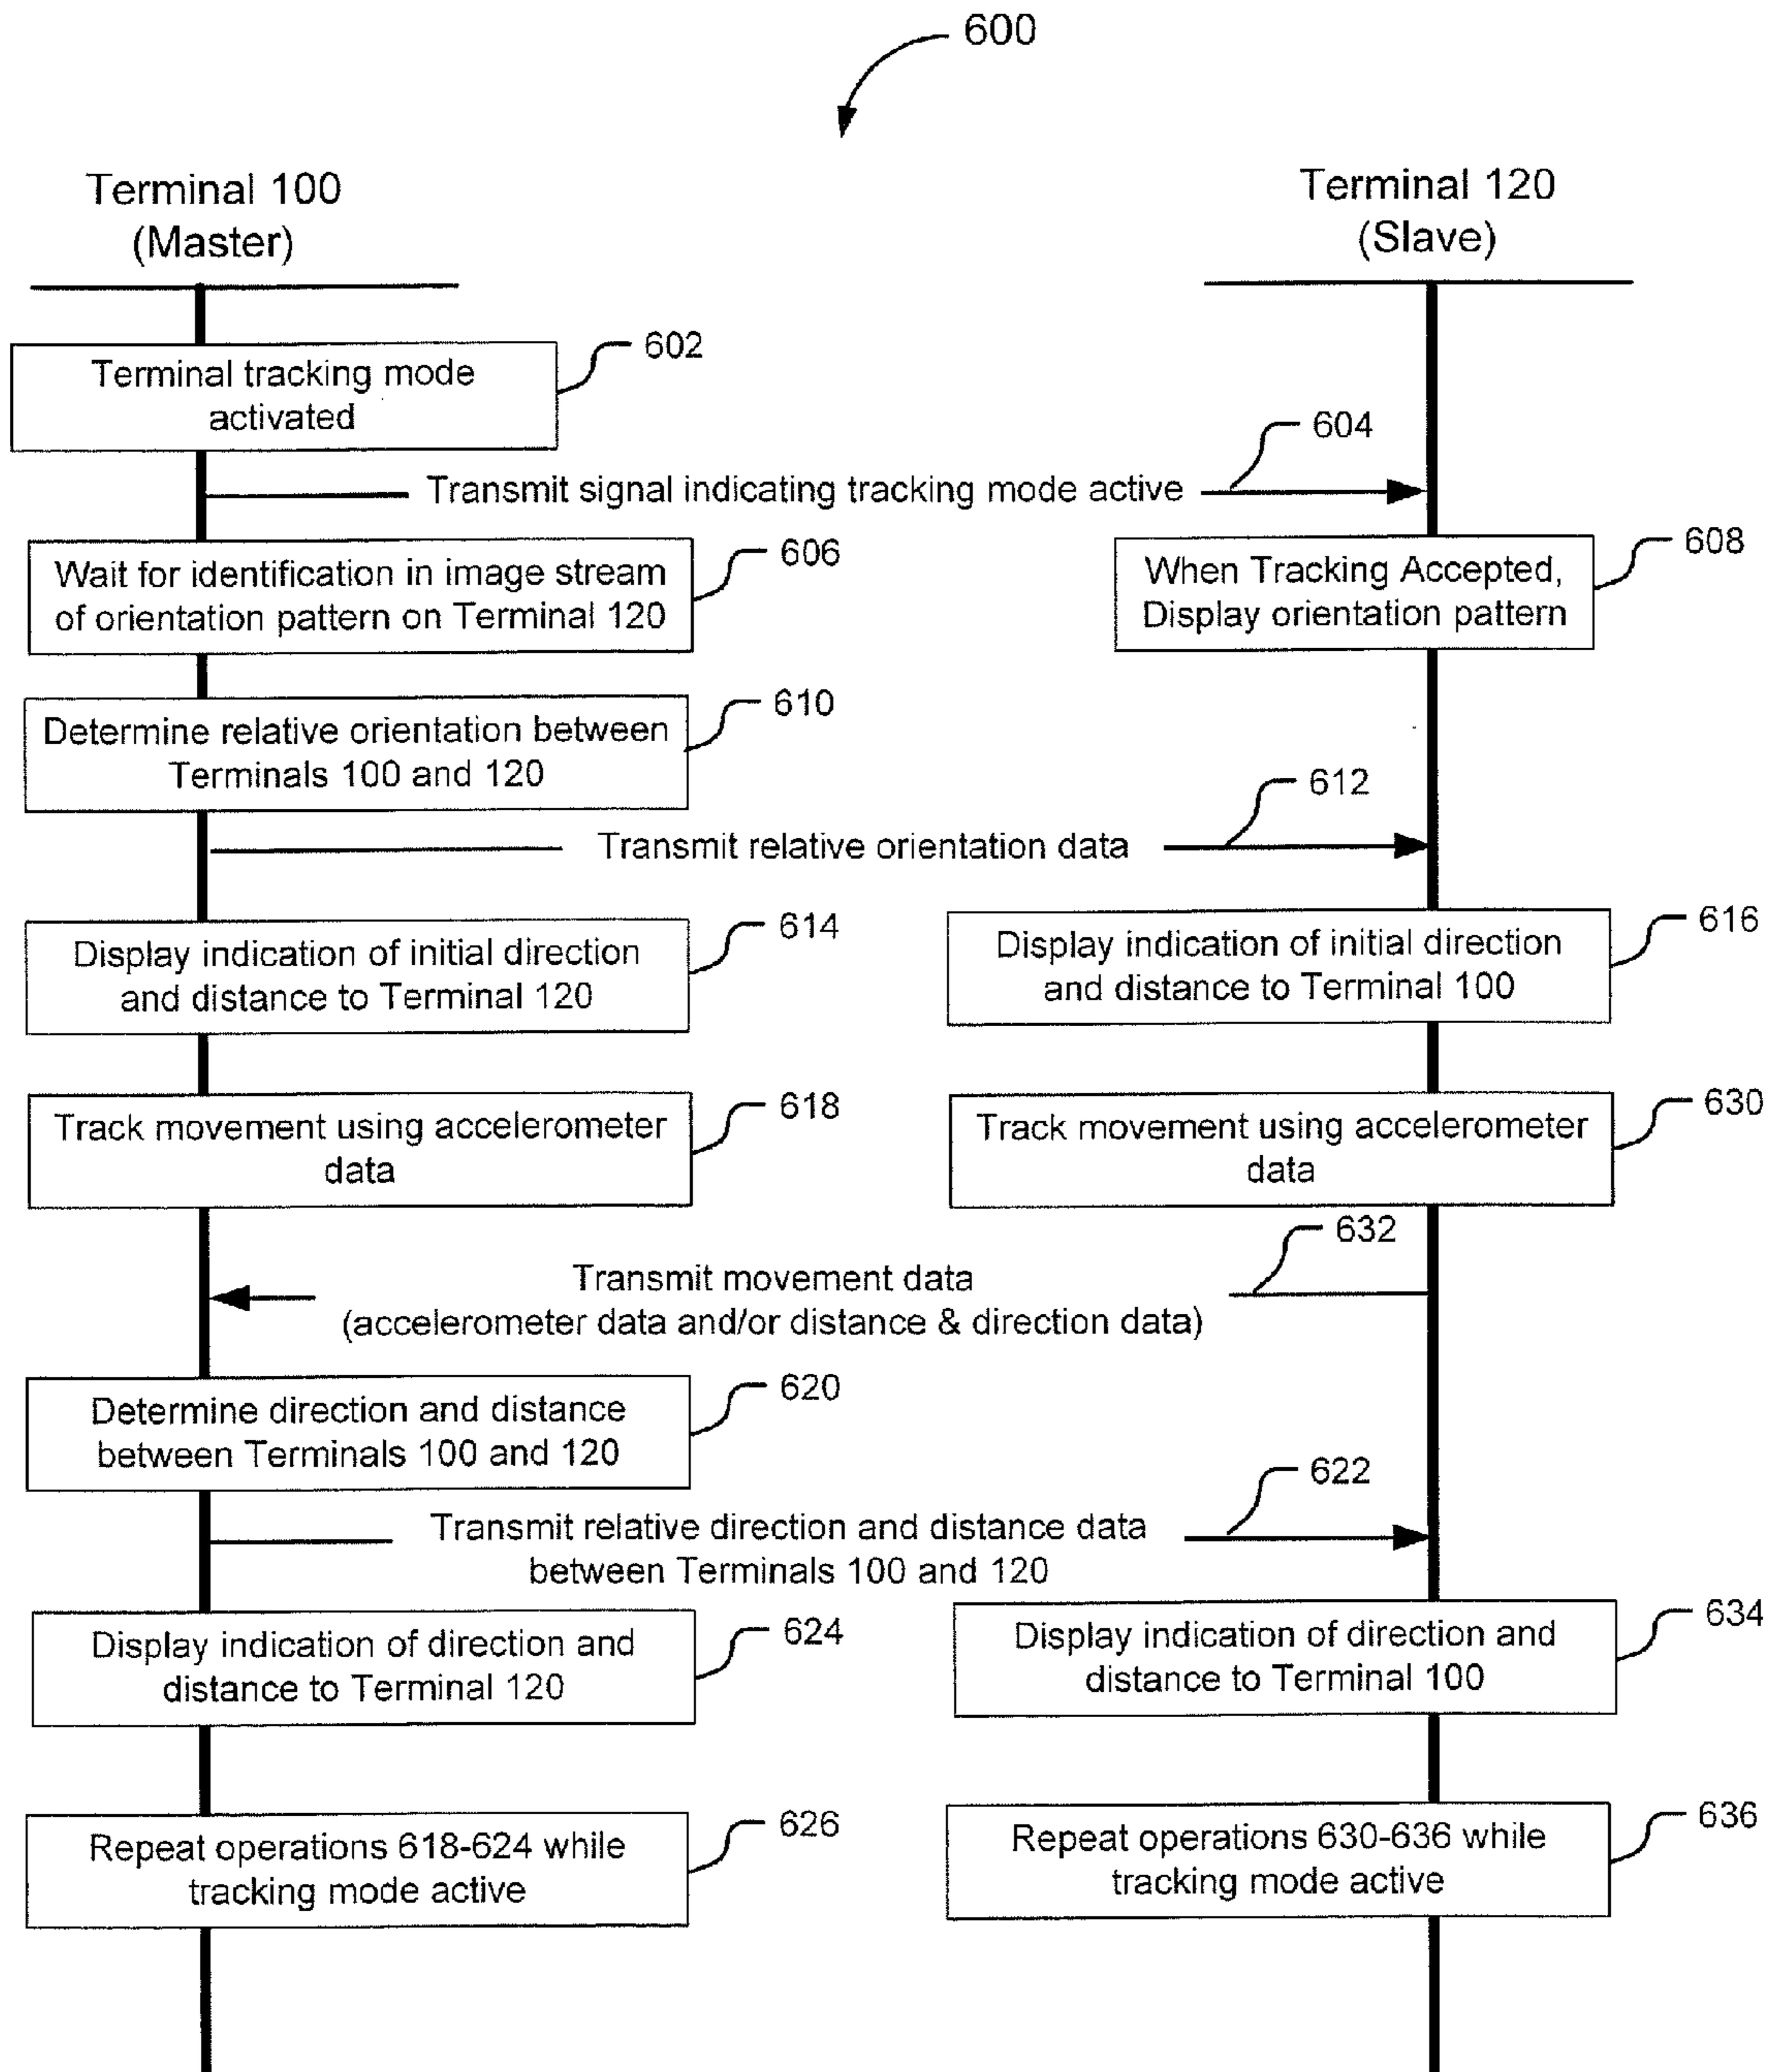 600
Terminal 100
(Master)
Terminal 120
(Slave)
602
Terminal tracking mode
activated
604
Transmit signal indicating tracking mode active
606
Wait for identification in image stream
of orientation pattern on Terminal 120
608
When Tracking Accepted,
Display orientation pattern
610
Determine relative orientation between
Terminals 100 and 120
612
Transmit relative orientation data
614
Display indication of initial direction
and distance to Terminal 120
616
Display indication of initial direction
and distance to Terminal 100
618
Track movement using accelerometer
data
630
Track movement using accelerometer
data
632
Transmit movement data
(accelerometer data and/or distance & direction data)
620
Determine direction and distance
between Terminals 100 and 120
622
Transmit relative direction and distance data
between Terminals 100 and 120
624
Display indication of direction and
distance to Terminal 120
634
Display indication of direction and
distance to Terminal 100
626
Repeat operations 618-624 while
tracking mode active
636
Repeat operations 630-636 while
tracking mode active